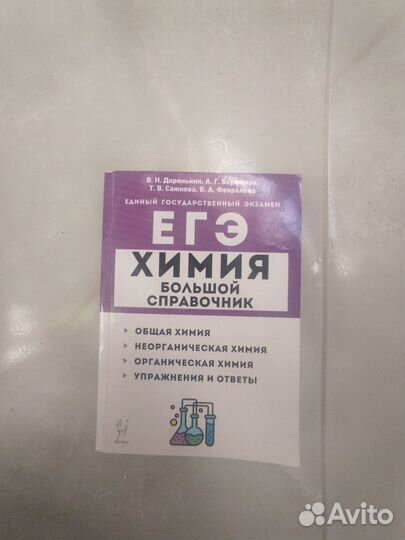 В. Н. Доронькин, А. Г. Бережная,
Т. В. Сажнева, В. А. Февралева
ЕДИНЫЙ ГОСУДАРСТВЕННЫЙ ЭКЗАМЕН
ЕГЭ
ХИМИЯ
БОЛЬШОЙ
СПРАВОЧНИК
ОБЩАЯ ХИМИЯ
НЕОРГАНИЧЕСКАЯ ХИМИЯ
ОРГАНИЧЕСКАЯ ХИМИЯ
УПРАЖНЕНИЯ И ОТВЕТЫ
Avito